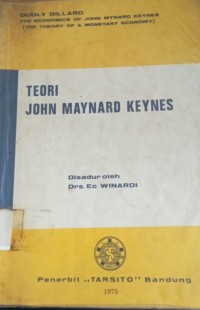 DUDLY DILLARD
THE ECONOMICS OF JOHN MYNARD KEYNES
(THE THEORY OF A MONETARY ECONOMY)
TEORI
JOHN MAYNARD KEYNES
Disadur oleh
Drs Ec WINARDI
Penerbit ,,TARSITO'' Bandung
1975